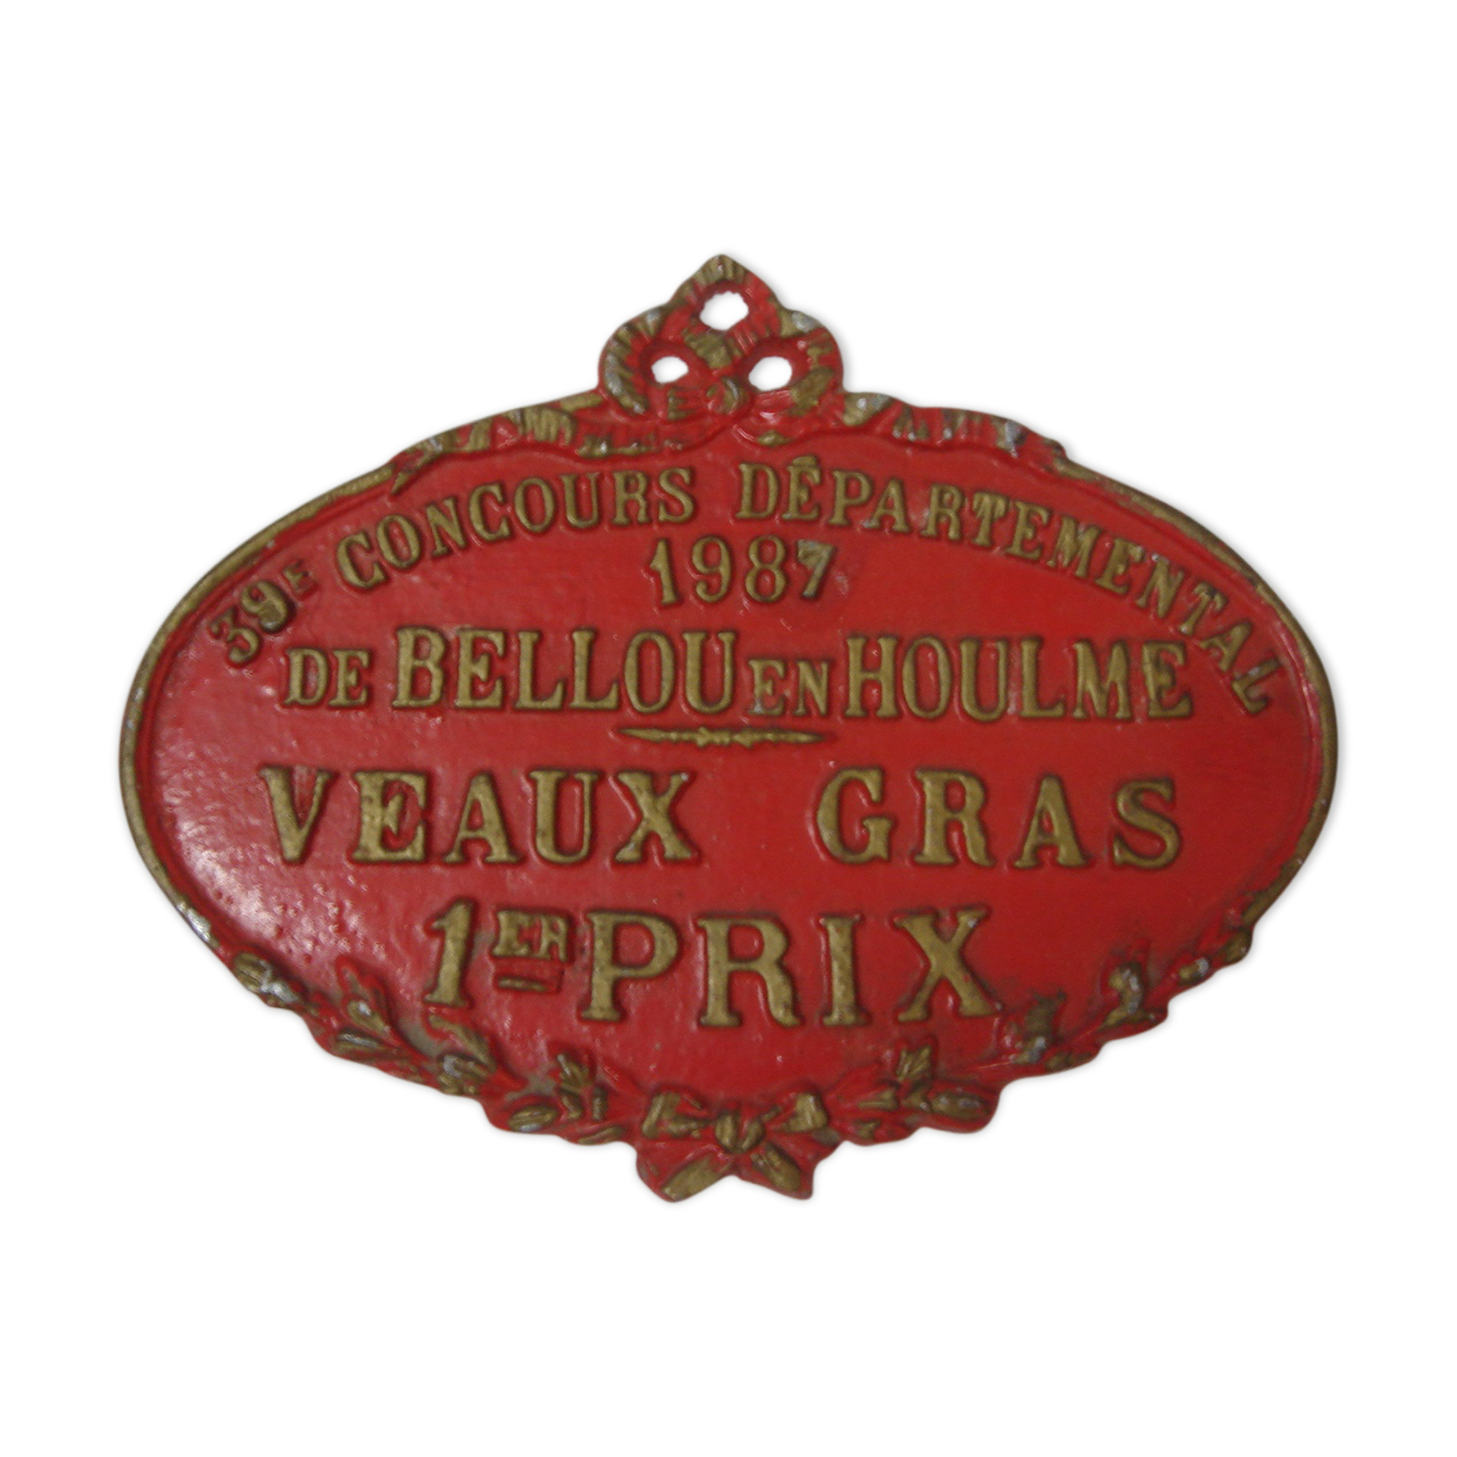 39E CONCOURS DÉPARTEMENTAL
1987
DE BELLOU EN HOULME
VEAUX GRAS
1ER PRIX